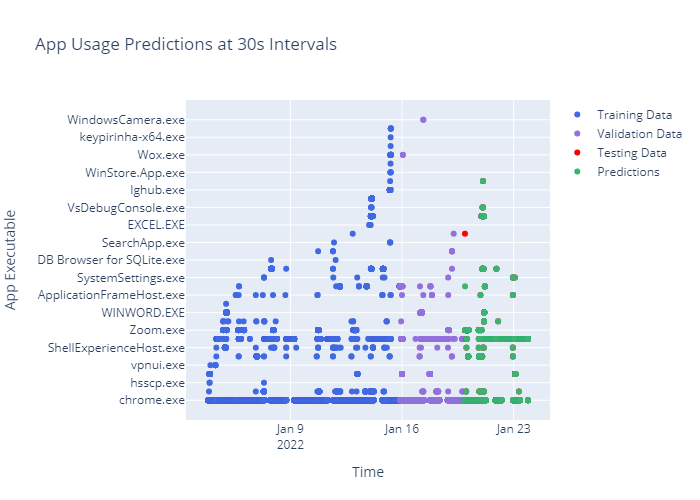 App Usage Predictions at 30s Intervals
WindowsCamera.exe
keypirinha-x64.exe
Wox.exe
WinStore.App.exe
lghub.exe
VsDebugConsole.exe
EXCEL.EXE
SearchApp.exe
DB Browser for SQLite.exe
SystemSettings.exe
ApplicationFrameHost.exe
WINWORD.EXE
Zoom.exe
ShellExperienceHost.exe
vpnui.exe
hsscp.exe
chrome.exe
App Executable
Jan 9
2022
Jan 16
Jan 23
Time
Training Data
Validation Data
Testing Data
Predictions